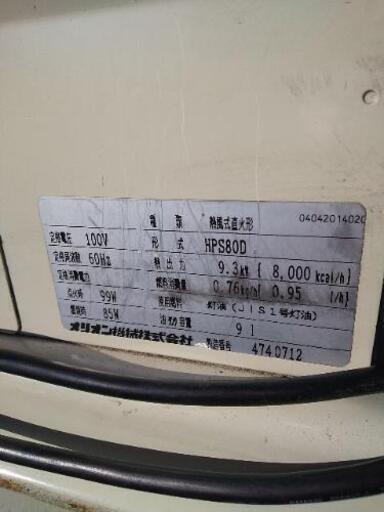 種 類 熱風式直火形 04042014020
定格電圧 100V 形 式 HPS80D
定格周波数 60Hz 熱出力 9.3kW { 8,000kcal/h}
定格消費電力 燃料消費量 0.76kg/h{ 0.95 l/h}
点火時 99W 使用燃料 灯油(JIS1号灯油)
燃焼時 85W 油タンク容量 9 l
オリオン機械株式会社 製造番号 4740712